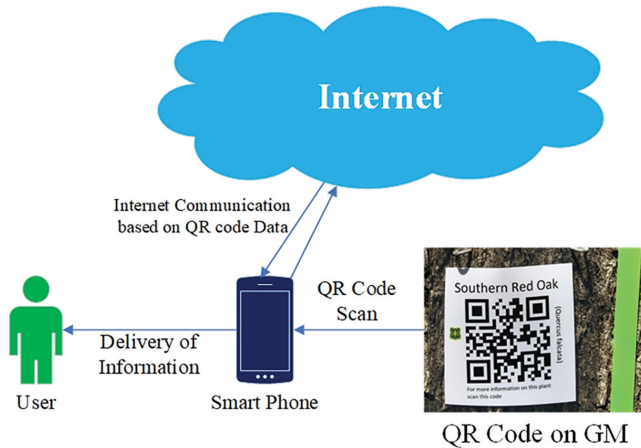 Internet
Internet Communication
based on QR code Data
QR Code
Scan
Delivery of
Information
User
Smart Phone
Southern Red Oak
(Quercus falcata)
For more information on this plant
scan this code
QR Code on GM